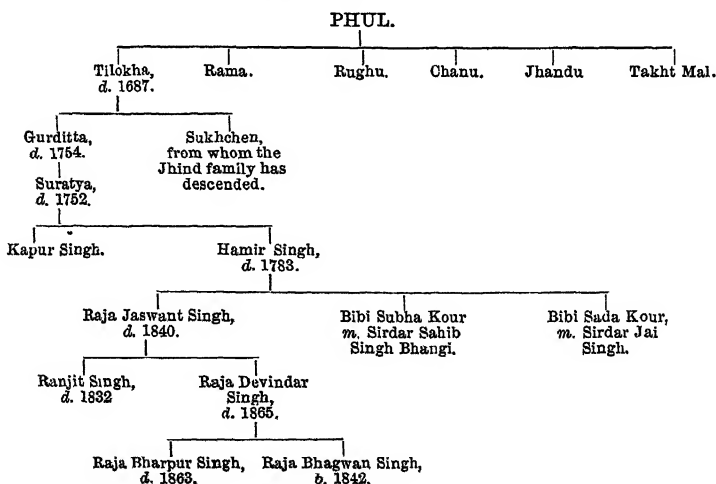 PHUL.
Tilokha, Rama. Rughu. Chanu. Jhandu Takht Mal.
d. 1687.
Gurditta, Sukhchen,
d. 1754. from whom the
Jhind family has
descended.
Suratya,
d. 1752.
Kapur Singh. Hamir Singh,
d. 1783.
Raja Jaswant Singh, Bibi Subha Kour Bibi Sada Kour,
d. 1840. m. Sirdar Sahib m. Sirdar Jai
Singh Bhangi. Singh.
Ranjit Singh, Raja Devindar
d. 1832 Singh,
d. 1865.
Raja Bharpur Singh, Raja Bhagwan Singh,
d. 1863. b. 1842.